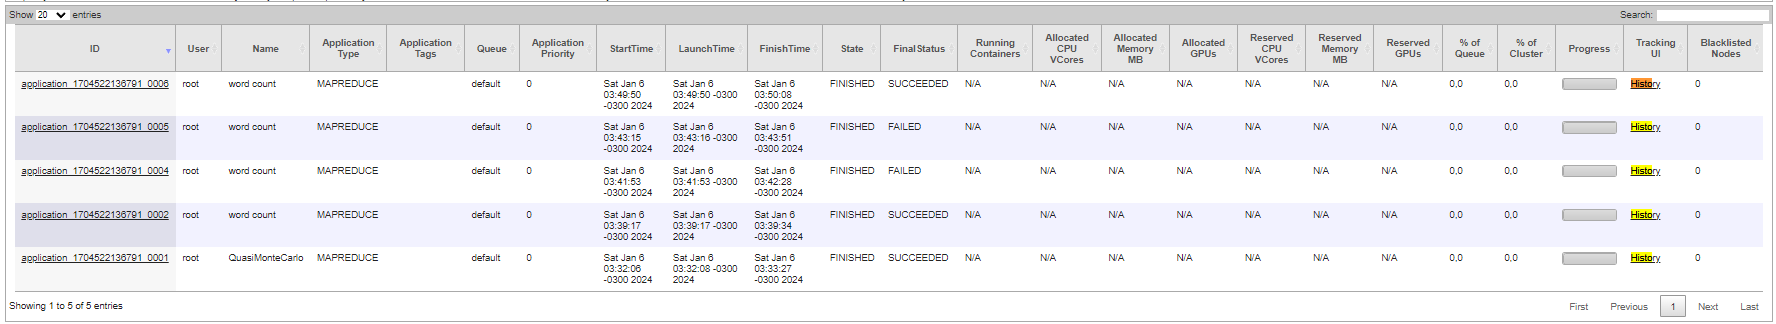 Show 20 entries Search:
ID User Name Application Type Application Tags Queue Application Priority StartTime LaunchTime FinishTime State FinalStatus Running Containers Allocated CPU VCores Allocated Memory MB Allocated GPUs Reserved CPU VCores Reserved Memory MB Reserved GPUs % of Queue % of Cluster Progress Tracking UI Blacklisted Nodes
application_1704522136791_0006 root word count MAPREDUCE default 0 Sat Jan 6 03:49:50 -0300 2024 Sat Jan 6 03:49:50 -0300 2024 Sat Jan 6 03:50:08 -0300 2024 FINISHED SUCCEEDED N/A N/A N/A N/A N/A N/A N/A 0,0 0,0 History 0
application_1704522136791_0005 root word count MAPREDUCE default 0 Sat Jan 6 03:43:15 -0300 2024 Sat Jan 6 03:43:16 -0300 2024 Sat Jan 6 03:43:51 -0300 2024 FINISHED FAILED N/A N/A N/A N/A N/A N/A N/A 0,0 0,0 History 0
application_1704522136791_0004 root word count MAPREDUCE default 0 Sat Jan 6 03:41:53 -0300 2024 Sat Jan 6 03:41:53 -0300 2024 Sat Jan 6 03:42:28 -0300 2024 FINISHED FAILED N/A N/A N/A N/A N/A N/A N/A 0,0 0,0 History 0
application_1704522136791_0002 root word count MAPREDUCE default 0 Sat Jan 6 03:39:17 -0300 2024 Sat Jan 6 03:39:17 -0300 2024 Sat Jan 6 03:39:34 -0300 2024 FINISHED SUCCEEDED N/A N/A N/A N/A N/A N/A N/A 0,0 0,0 History 0
application_1704522136791_0001 root QuasiMonteCarlo MAPREDUCE default 0 Sat Jan 6 03:32:06 -0300 2024 Sat Jan 6 03:32:08 -0300 2024 Sat Jan 6 03:33:27 -0300 2024 FINISHED SUCCEEDED N/A N/A N/A N/A N/A N/A N/A 0,0 0,0 History 0
Showing 1 to 5 of 5 entries First Previous 1 Next Last